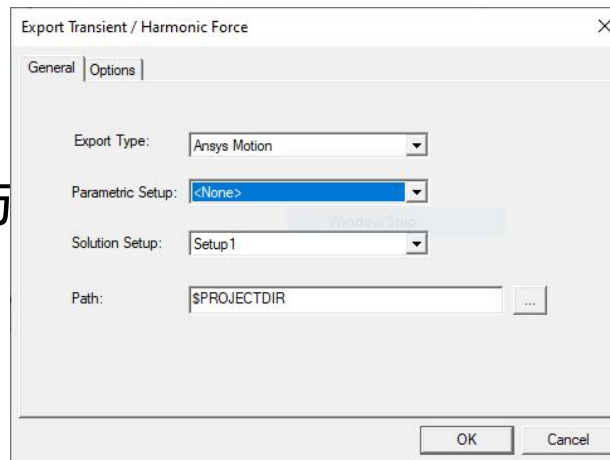 Export Transient / Harmonic Force
General
Options
Export Type:
Ansys Motion
Parametric Setup:
<None>
Window Snip
Solution Setup:
Setup1
Path:
$PROJECTDIR
...
OK
Cancel